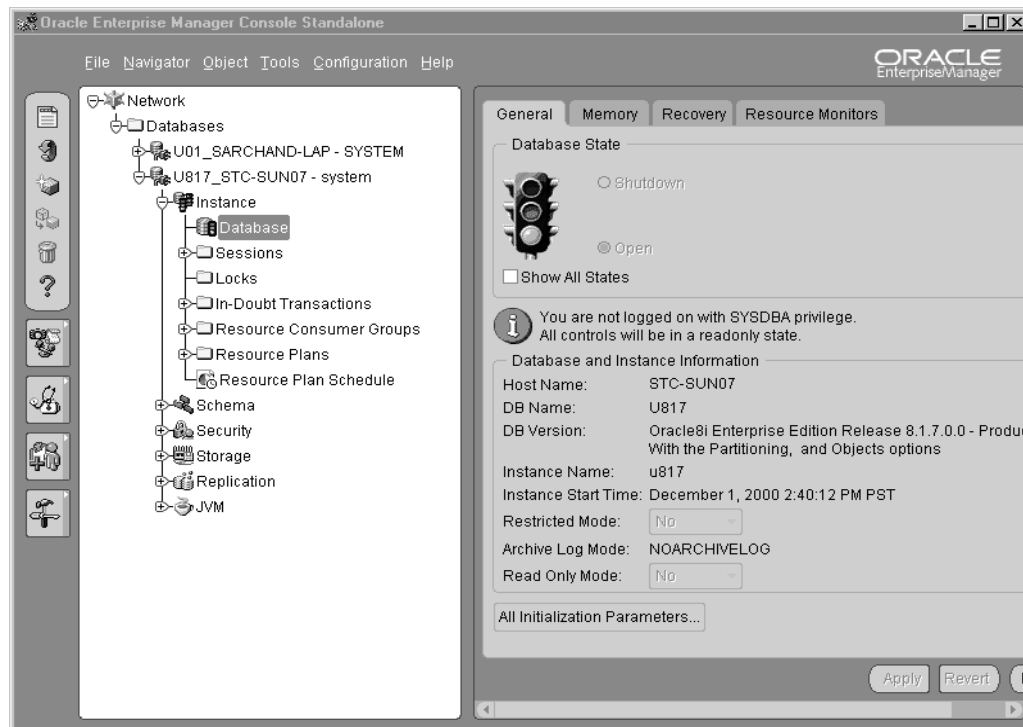 Oracle Enterprise Manager Console Standalone
File Navigator Object Tools Configuration Help
ORACLE
EnterpriseManager
Network
Databases
U01_SARCHAND-LAP - SYSTEM
U817_STC-SUN07 - system
Instance
Database
Sessions
Locks
In-Doubt Transactions
Resource Consumer Groups
Resource Plans
Resource Plan Schedule
Schema
Security
Storage
Replication
JVM
General Memory Recovery Resource Monitors
Database State
Shutdown
Open
Show All States
You are not logged on with SYSDBA privilege.
All controls will be in a readonly state.
Database and Instance Information
Host Name: STC-SUN07
DB Name: U817
DB Version: Oracle8i Enterprise Edition Release 8.1.7.0.0 - Produc
With the Partitioning, and Objects options
Instance Name: u817
Instance Start Time: December 1, 2000 2:40:12 PM PST
Restricted Mode: No
Archive Log Mode: NOARCHIVELOG
Read Only Mode: No
All Initialization Parameters...
Apply Revert